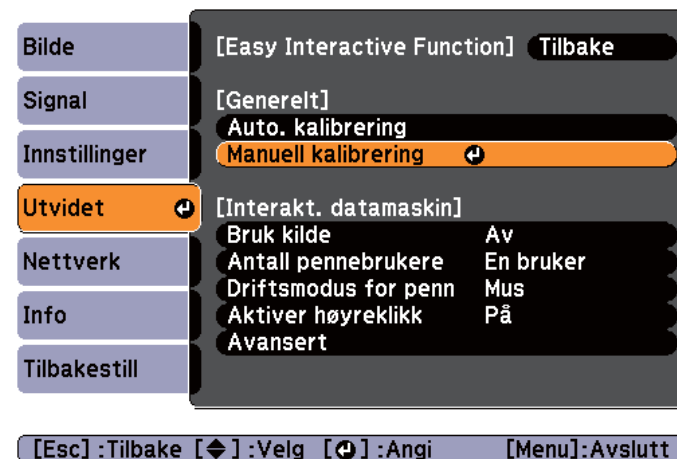 Bilde
Signal
Innstillinger
Utvidet
Nettverk
Info
Tilbakestill
[Easy Interactive Function] Tilbake
[Generelt]
Auto. kalibrering
Manuell kalibrering
[Interakt. datamaskin]
Bruk kilde Av
Antall pennebrukere En bruker
Driftsmodus for penn Mus
Aktiver høyreklikk På
Avansert
[Esc] :Tilbake [◆] :Velg [↵] :Angi [Menu]:Avslutt